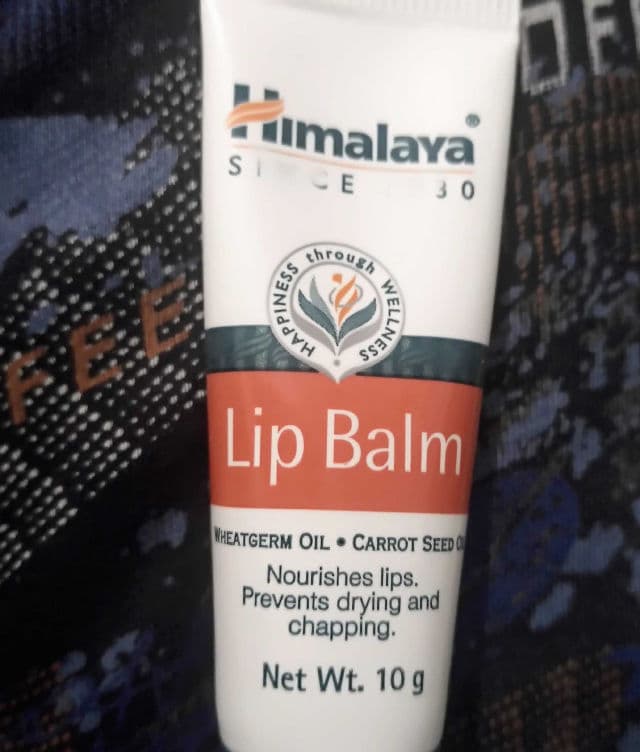 Himalaya®
HAPPINESS through WELLNESS
Lip Balm
WHEATGERM OIL • CARROT SEED
Nourishes lips.
Prevents drying and
chapping.
Net Wt. 10 g
FEE
OF